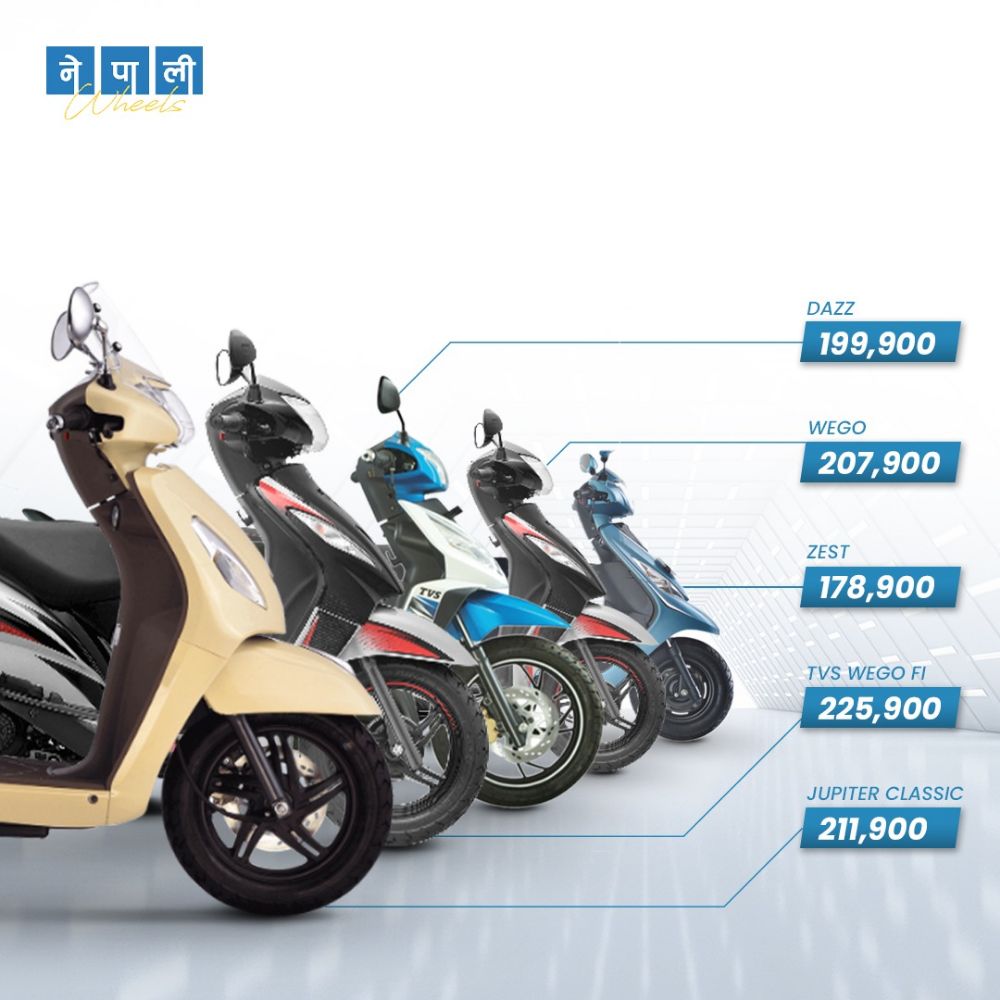 नेपाली
Wheels
DAZZ
199,900
WEGO
207,900
ZEST
178,900
TVS WEGO FI
225,900
JUPITER CLASSIC
211,900
TVS